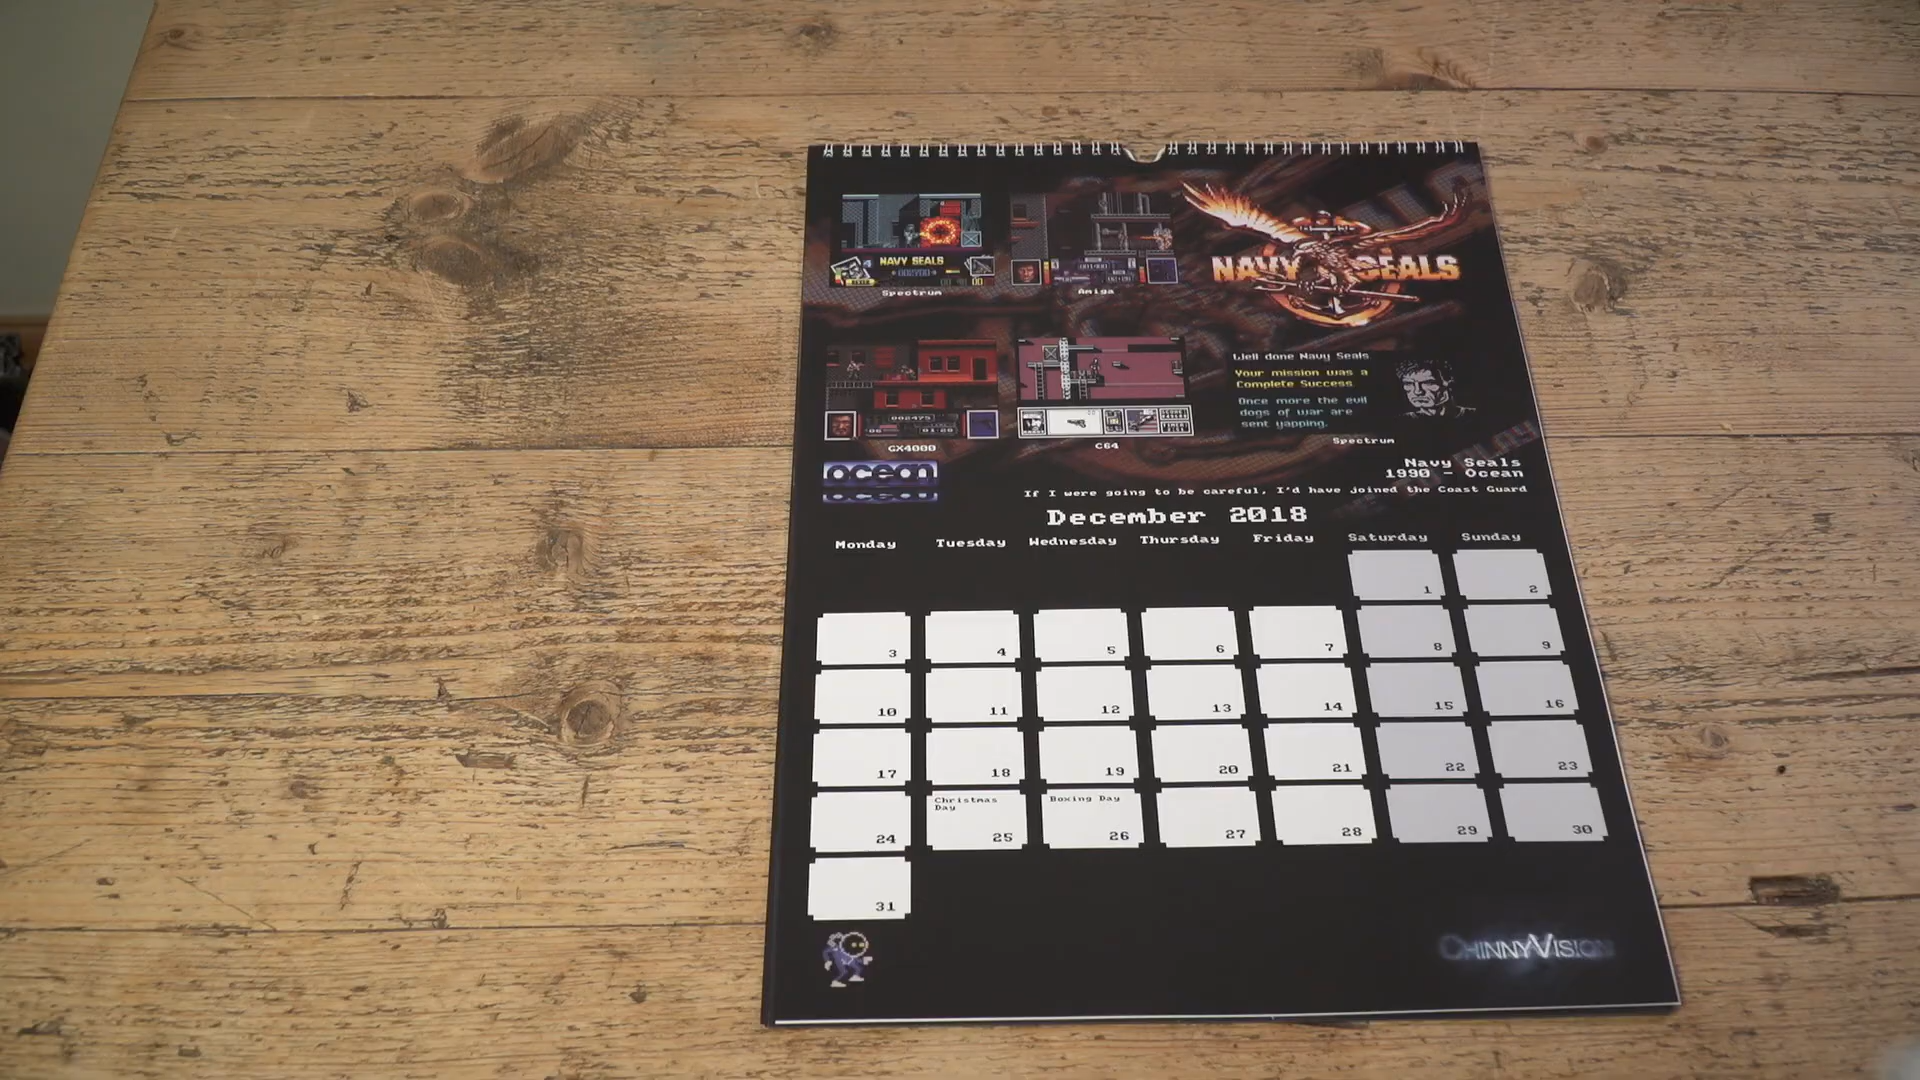 NAVY SEALS
Spectrum
Amiga
NAVY SEALS
002475
GX4000
C64
Well done Navy Seals
Your mission was a
Complete Success.
Once more the evil
dogs of war are
sent yapping.
Spectrum
ocean
Navy Seals
1990 - Ocean
If I were going to be careful, I'd have joined the Coast Guard
December 2018
Monday Tuesday Wednesday Thursday Friday Saturday Sunday
1 2
3 4 5 6 7 8 9
10 11 12 13 14 15 16
17 18 19 20 21 22 23
Christmas Day
Boxing Day
24 25 26 27 28 29 30
31
ChinnyVision